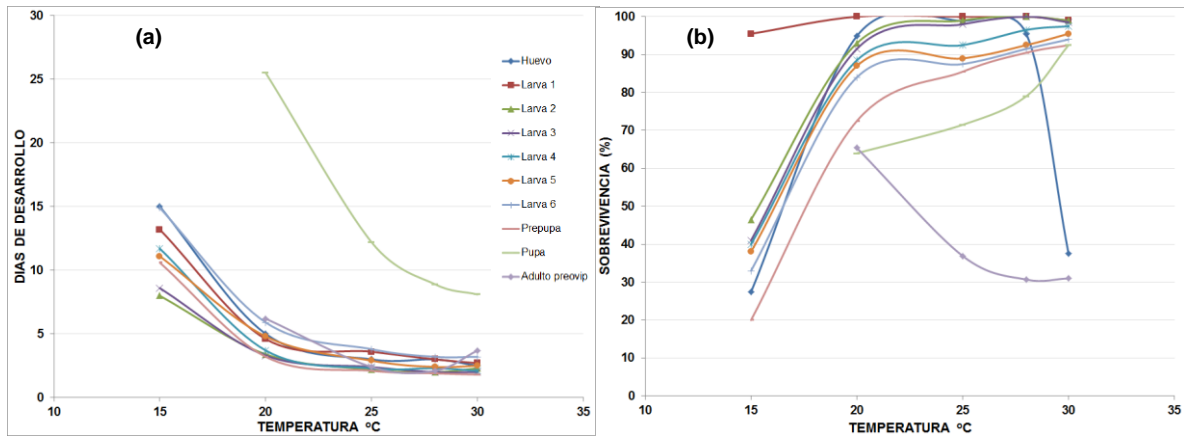 (a)
30
25
20
15
10
5
0
DIAS DE DESARROLLO
10
15
20
25
30
35
TEMPERATURA ºC
Huevo
Larva 1
Larva 2
Larva 3
Larva 4
Larva 5
Larva 6
Prepupa
Pupa
Adulto preovip
(b)
100
90
80
70
60
50
40
30
20
10
0
SOBREVIVENCIA (%)
10
15
20
25
30
35
TEMPERATURA ºC